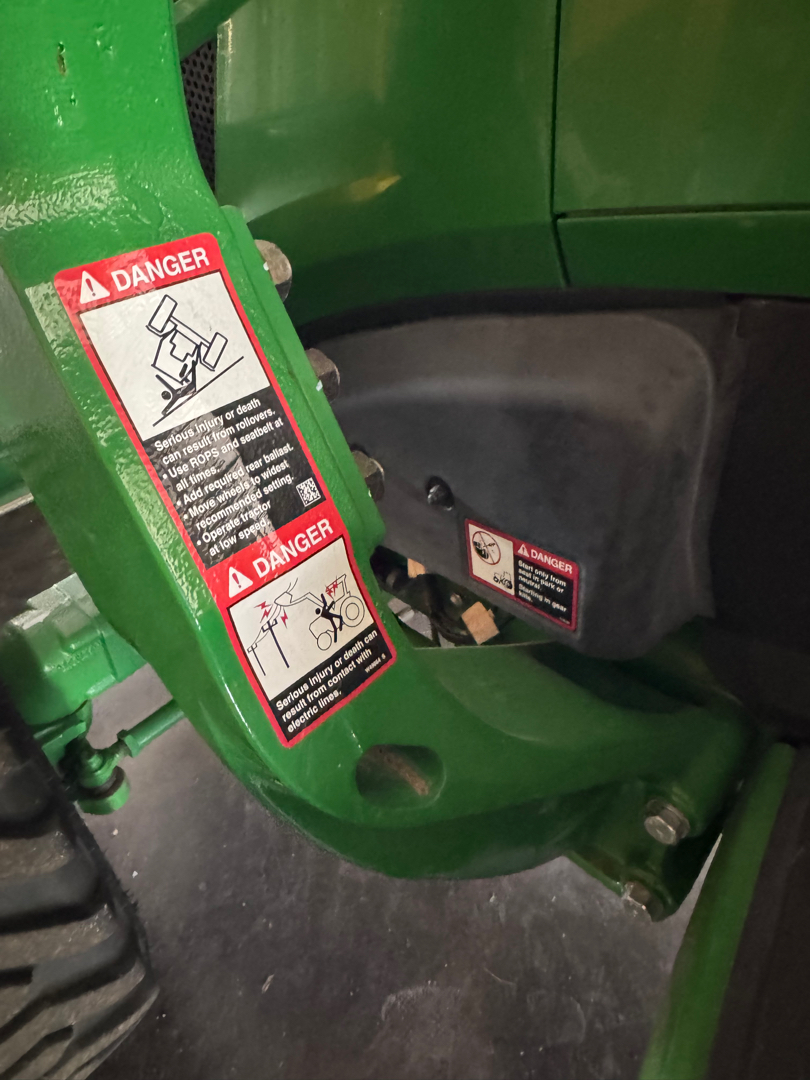 DANGER
Serious injury or death
can result from rollovers.
• Use ROPS and seatbelt at
all times.
• Add required rear ballast.
• Move wheels to widest
recommended setting.
• Operate tractor
at low speed.
DANGER
Serious injury or death can
result from contact with
electric lines.
DANGER
Start only from
seat in park or
neutral.
Starting in gear
kills.